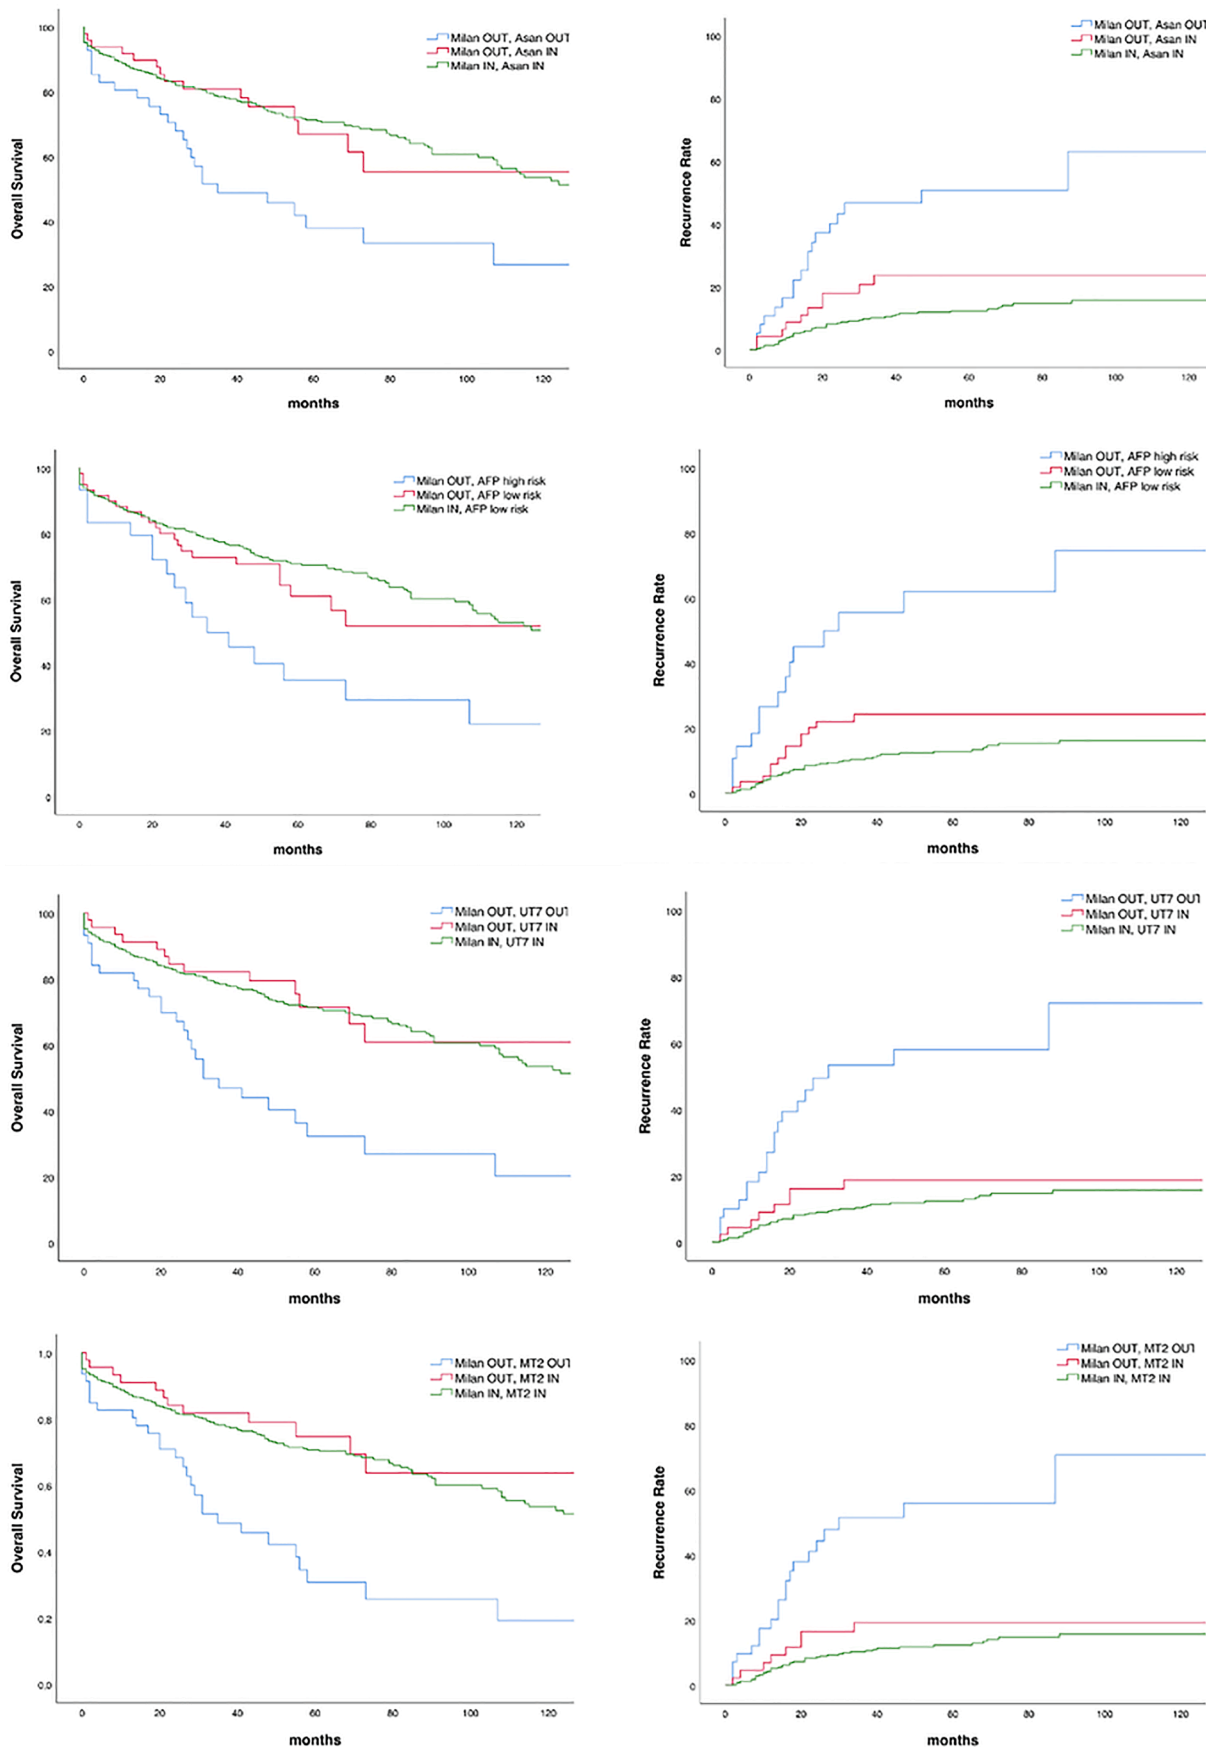 Milan OUT, Asan OUT
Milan OUT, Asan IN
Milan IN, Asan IN
100
80
60
40
20
0
Overall Survival
0 20 40 60 80 100 120
months
Milan OUT, Asan OUT
Milan OUT, Asan IN
Milan IN, Asan IN
100
80
60
40
20
0
Recurrence Rate
0 20 40 60 80 100 120
months
Milan OUT, AFP high risk
Milan OUT, AFP low risk
Milan IN, AFP low risk
100
80
60
40
20
0
Overall Survival
0 20 40 60 80 100 120
months
Milan OUT, AFP high risk
Milan OUT, AFP low risk
Milan IN, AFP low risk
100
80
60
40
20
0
Recurrence Rate
0 20 40 60 80 100 120
months
Milan OUT, UT7 OUT
Milan OUT, UT7 IN
Milan IN, UT7 IN
100
80
60
40
20
0
Overall Survival
0 20 40 60 80 100 120
months
Milan OUT, UT7 OUT
Milan OUT, UT7 IN
Milan IN, UT7 IN
100
80
60
40
20
0
Recurrence Rate
0 20 40 60 80 100 120
months
Milan OUT, MT2 OUT
Milan OUT, MT2 IN
Milan IN, MT2 IN
1,0
0,8
0,6
0,4
0,2
0,0
Overall Survival
0 20 40 60 80 100 120
months
Milan OUT, MT2 OUT
Milan OUT, MT2 IN
Milan IN, MT2 IN
100
80
60
40
20
0
Recurrence Rate
0 20 40 60 80 100 120
months